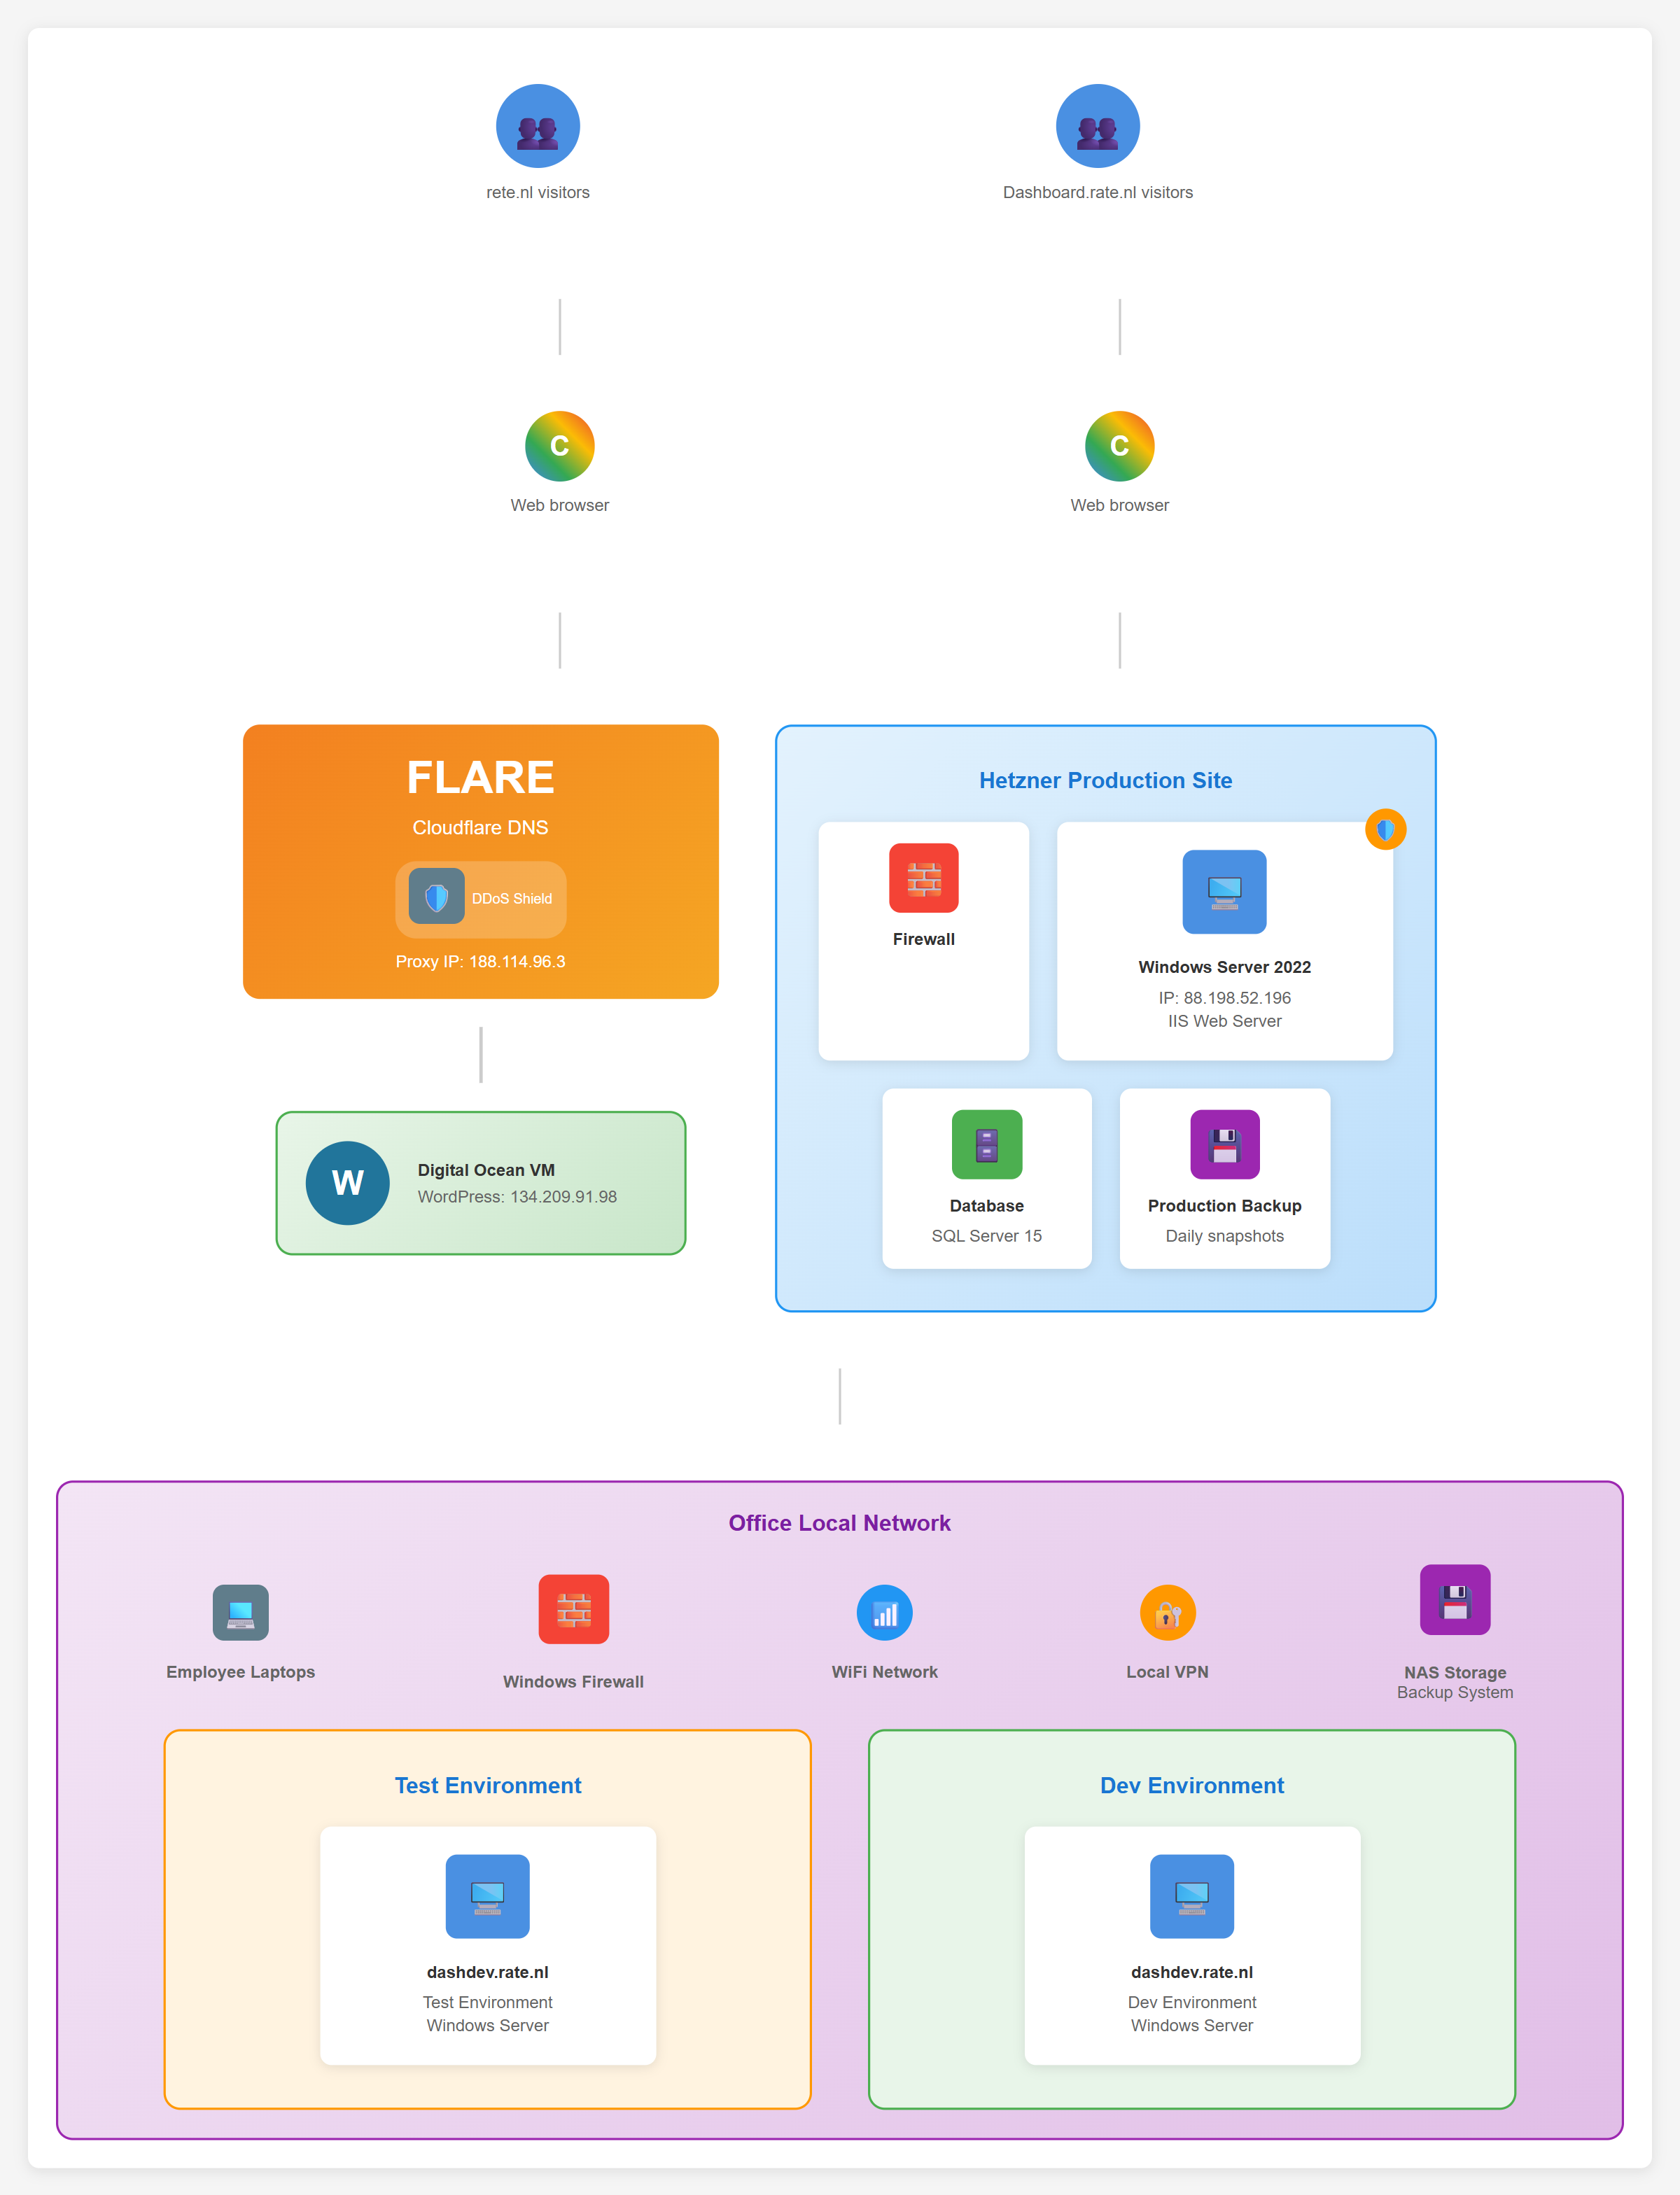 rete.nl visitors
Dashboard.rate.nl visitors
C
Web browser
C
Web browser
FLARE
Cloudflare DNS
DDoS Shield
Proxy IP: 188.114.96.3
W
Digital Ocean VM
WordPress: 134.209.91.98
Hetzner Production Site
Firewall
Windows Server 2022
IP: 88.198.52.196
IIS Web Server
Database
SQL Server 15
Production Backup
Daily snapshots
Office Local Network
Employee Laptops
Windows Firewall
WiFi Network
Local VPN
NAS Storage
Backup System
Test Environment
dashdev.rate.nl
Test Environment
Windows Server
Dev Environment
dashdev.rate.nl
Dev Environment
Windows Server